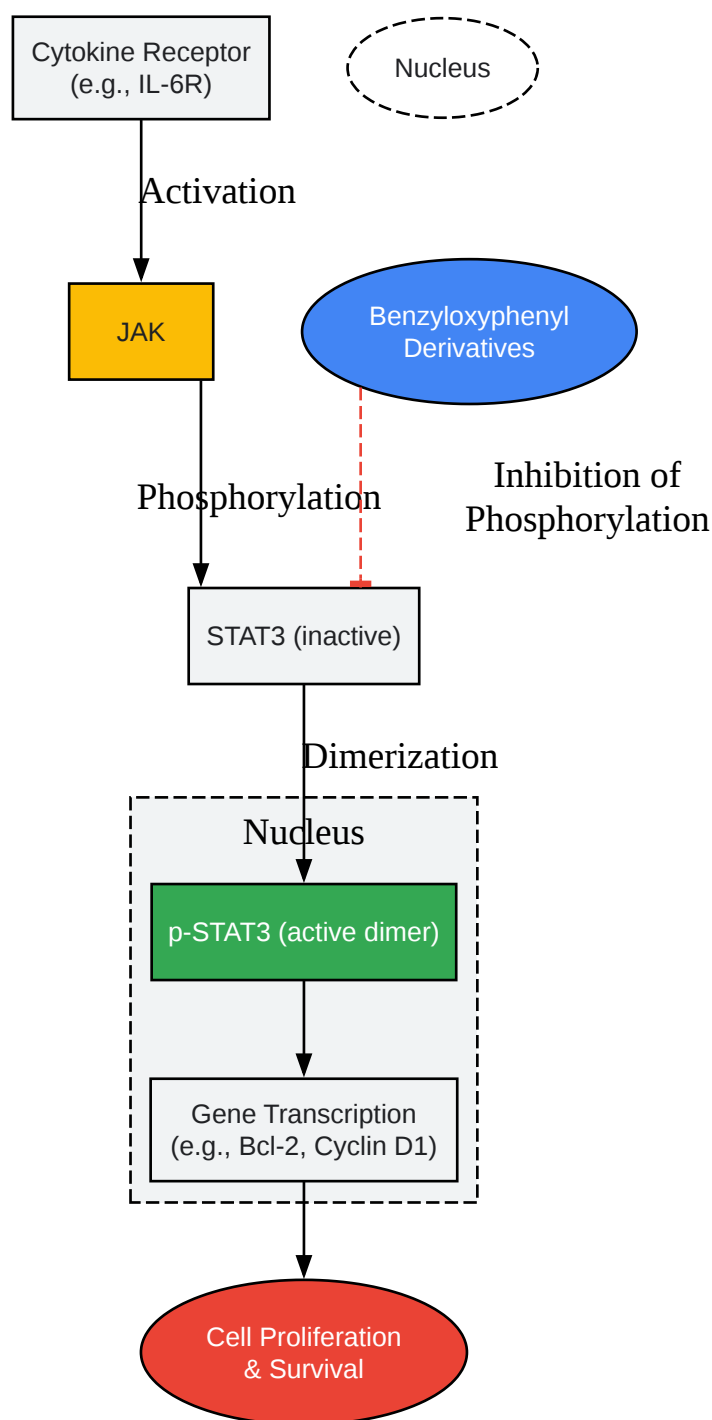 Cytokine Receptor
(e.g., IL-6R)
Nucleus
Activation
JAK
Benzyloxyphenyl
Derivatives
Phosphorylation
Inhibition of
Phosphorylation
STAT3 (inactive)
Dimerization
Nucleus
p-STAT3 (active dimer)
Gene Transcription
(e.g., Bcl-2, Cyclin D1)
Cell Proliferation
& Survival